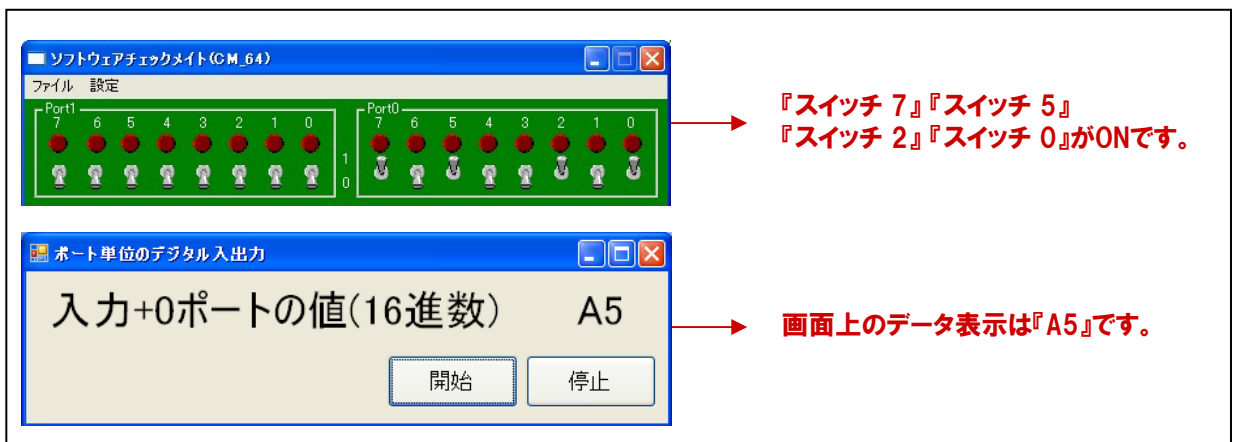 ソフトウェアチェックメイト(CM_64)
ファイル 設定
Port1
7 6 5 4 3 2 1 0
Port0
7 6 5 4 3 2 1 0
1
0
『スイッチ 7』『スイッチ 5』
『スイッチ 2』『スイッチ 0』がONです。
ポート単位のデジタル入出力
入力+0ポートの値(16進数) A5
開始 停止
画面上のデータ表示は『A5』です。